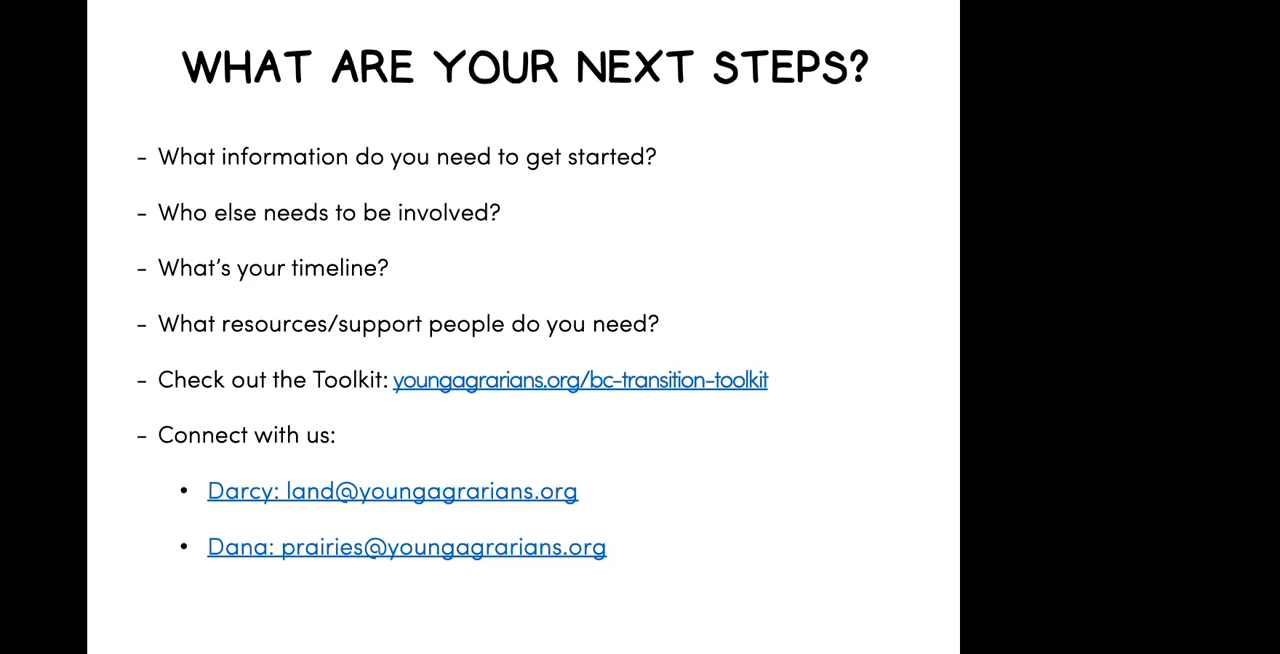 WHAT ARE YOUR NEXT STEPS?
- What information do you need to get started?
- Who else needs to be involved?
- What's your timeline?
- What resources/support people do you need?
- Check out the Toolkit: youngagrarians.org/bc-transition-toolkit
- Connect with us:
• Darcy: land@youngagrarians.org
• Dana: prairies@youngagrarians.org